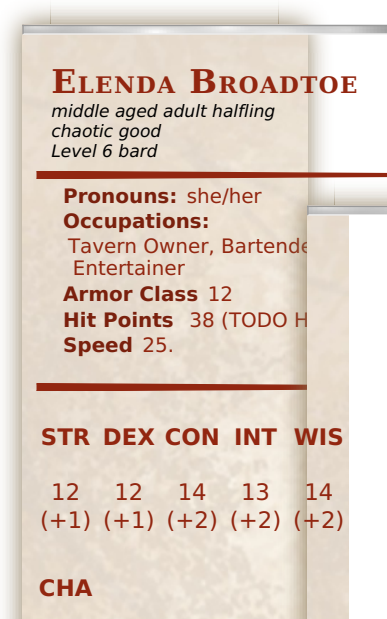 Elenda Broadtoe
middle aged adult halfling
chaotic good
Level 6 bard
Pronouns: she/her
Occupations:
Tavern Owner,
Entertainer
Armor Class 12
Hit Points 38 (TODO
Speed 25.
STR DEX CON INT WIS
12 12 14 13 14
(+1) (+1) (+2) (+2) (+2)
CHA